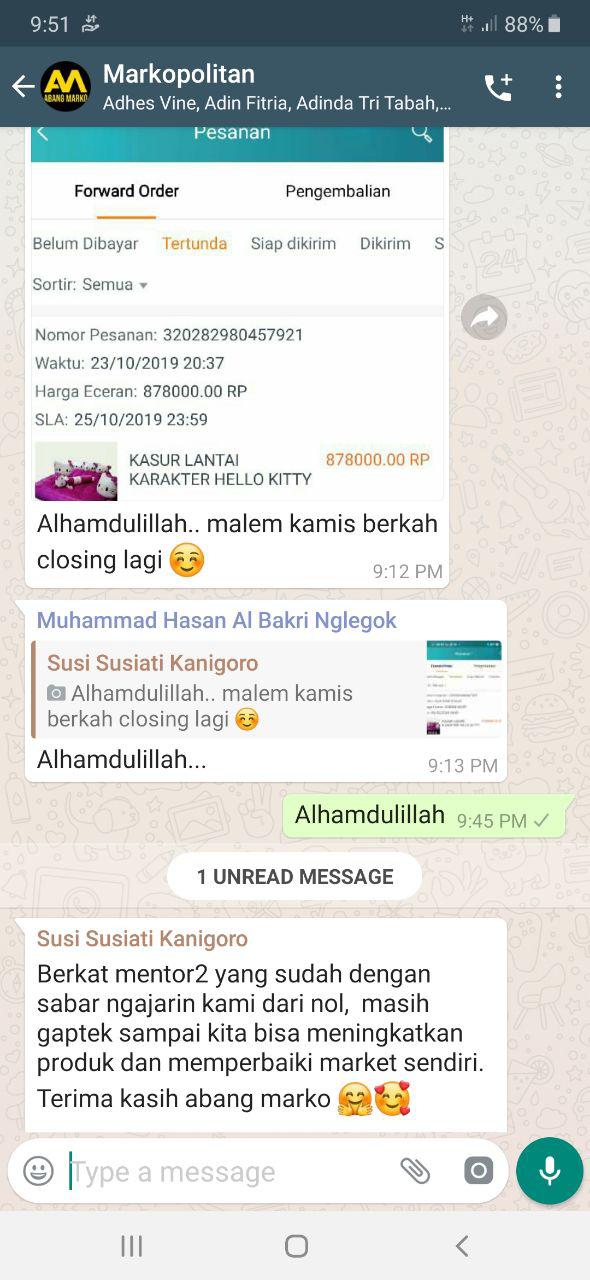 9:51
H+
88%
ABANG MARKO
Markopolitan
Adhes Vine, Adin Fitria, Adinda Tri Tabah,...
Pesanan
Forward Order
Pengembalian
Belum Dibayar Tertunda Siap dikirim Dikirim S
Sortir: Semua
Nomor Pesanan: 320282980457921
Waktu: 23/10/2019 20:37
Harga Eceran: 878000.00 RP
SLA: 25/10/2019 23:59
KASUR LANTAI 878000.00 RP
KARAKTER HELLO KITTY
Alhamdulillah.. malem kamis berkah
closing lagi ☺️
9:12 PM
Muhammad Hasan Al Bakri Nglegok
Susi Susiati Kanigoro
Alhamdulillah.. malem kamis
berkah closing lagi ☺️
Alhamdulillah...
9:13 PM
Alhamdulillah 9:45 PM
1 UNREAD MESSAGE
Susi Susiati Kanigoro
Berkat mentor2 yang sudah dengan
sabar ngajarin kami dari nol, masih
gaptek sampai kita bisa meningkatkan
produk dan memperbaiki market sendiri.
Terima kasih abang marko 🤗🥰
Type a message